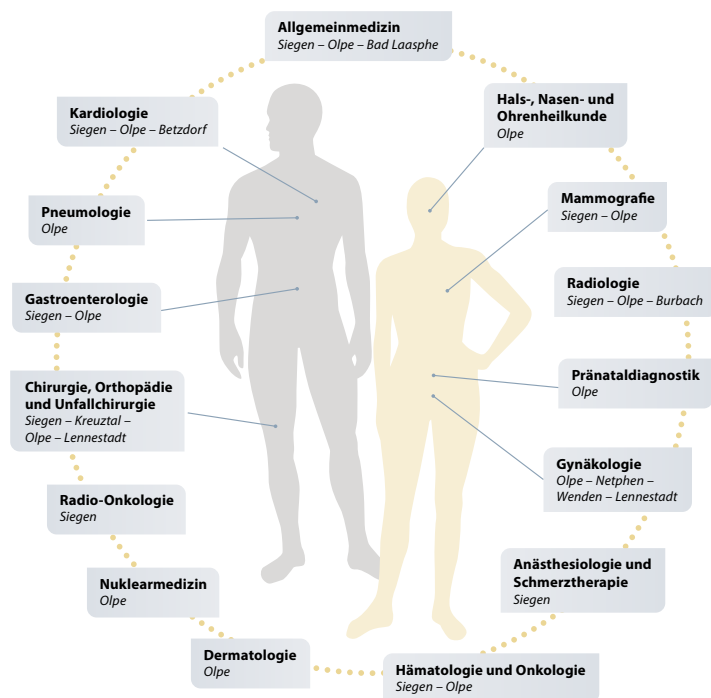 Allgemeinmedizin
Siegen – Olpe – Bad Laasphe
Kardiologie
Siegen – Olpe – Betzdorf
Hals-, Nasen- und
Ohrenheilkunde
Olpe
Pneumologie
Olpe
Mammografie
Siegen – Olpe
Gastroenterologie
Siegen – Olpe
Radiologie
Siegen – Olpe – Burbach
Chirurgie, Orthopädie
und Unfallchirurgie
Siegen – Kreuztal –
Olpe – Lennestadt
Pränataldiagnostik
Olpe
Gynäkologie
Olpe – Netphen –
Wenden – Lennestadt
Radio-Onkologie
Siegen
Anästhesiologie und
Schmerztherapie
Siegen
Nuklearmedizin
Olpe
Dermatologie
Olpe
Hämatologie und Onkologie
Siegen – Olpe